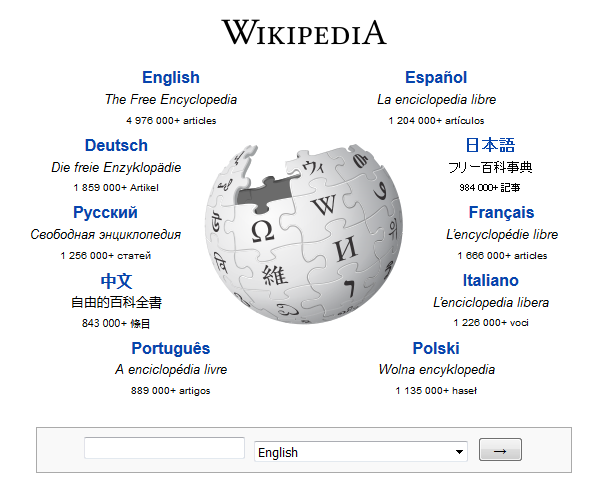 WIKIPEDIA
English
The Free Encyclopedia
4 976 000+ articles
Español
La enciclopedia libre
1 204 000+ artículos
Deutsch
Die freie Enzyklopädie
1 859 000+ Artikel
日本語
フリー百科事典
984 000+ 記事
Русский
Свободная энциклопедия
1 256 000+ статей
Français
L'encyclopédie libre
1 666 000+ articles
中文
自由的百科全書
843 000+ 條目
Italiano
L'enciclopedia libera
1 226 000+ voci
Português
A enciclopédia livre
889 000+ artigos
Polski
Wolna encyklopedia
1 135 000+ haseł
ウィ
Ω W
維 И
English →